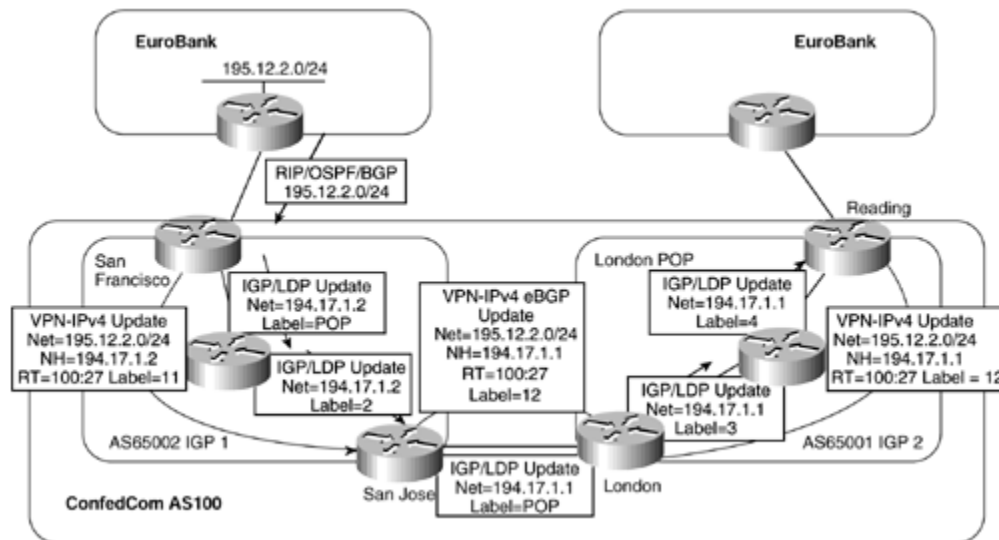 EuroBank
195.12.2.0/24
EuroBank
RIP/OSPF/BGP
195.12.2.0/24
Reading
San
Francisco
London POP
IGP/LDP Update
Net=194.17.1.2
Label=POP
VPN-IPv4 eBGP
Update
Net=195.12.2.0/24
NH=194.17.1.1
RT=100:27
Label=12
IGP/LDP Update
Net=194.17.1.1
Label=4
VPN-IPv4 Update
Net=195.12.2.0/24
NH=194.17.1.2
RT=100:27 Label=11
VPN-IPv4 Update
Net=195.12.2.0/24
NH=194.17.1.1
RT=100:27 Label = 12
IGP/LDP Update
Net=194.17.1.2
Label=2
IGP/LDP Update
Net=194.17.1.1
Label=3
AS65002 IGP 1
AS65001 IGP 2
San Jose
IGP/LDP Update
Net=194.17.1.1
Label=POP
London
ConfedCom AS100